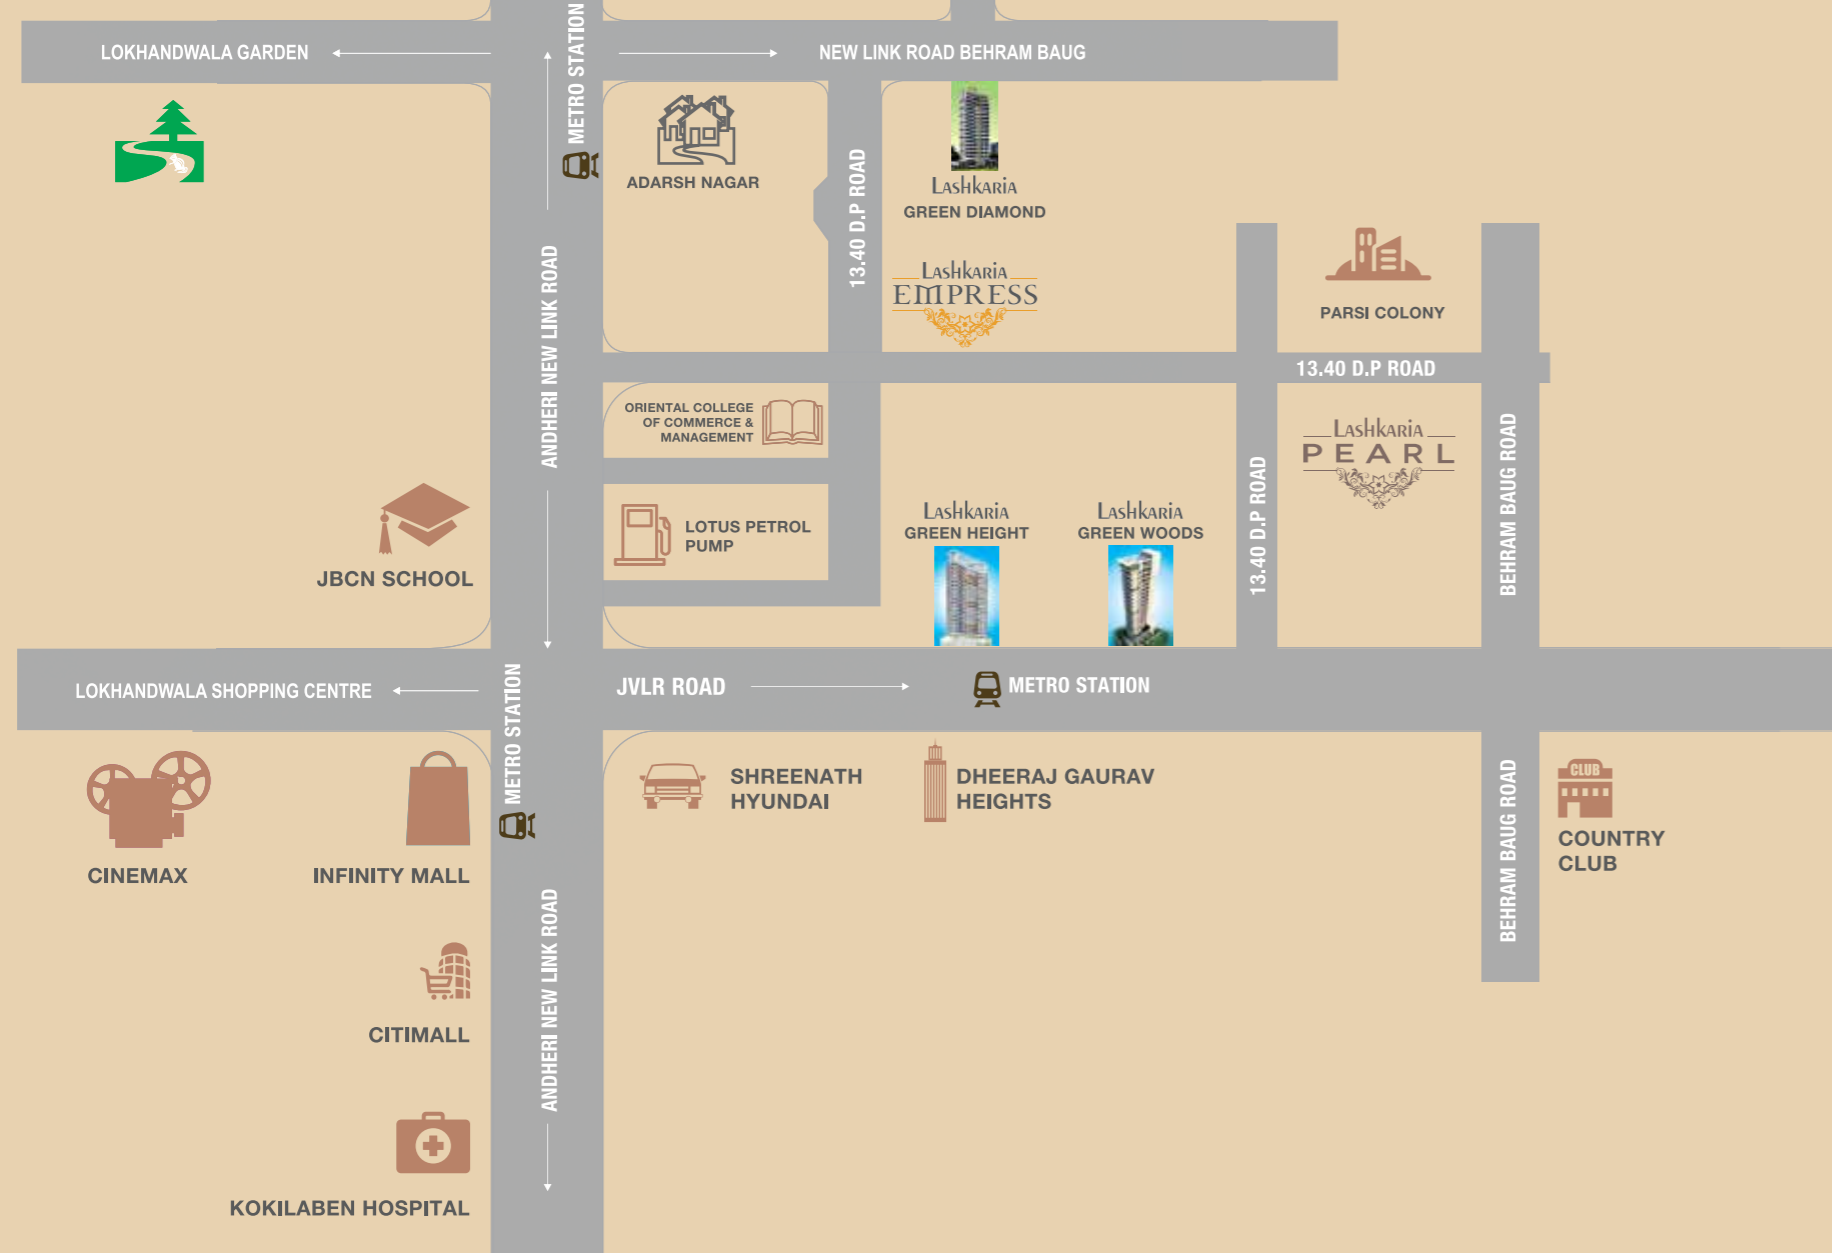 METRO STATION
LOKHANDWALA GARDEN
NEW LINK ROAD BEHRAM BAUG
ADARSH NAGAR
13.40 D.P ROAD
LASHKARIA
GREEN DIAMOND
LASHKARIA
EMPRESS
PARSI COLONY
13.40 D.P ROAD
ANDHERI NEW LINK ROAD
ORIENTAL COLLEGE
OF COMMERCE &
MANAGEMENT
LASHKARIA
PEARL
BEHRAM BAUG ROAD
13.40 D.P ROAD
JBCN SCHOOL
LOTUS PETROL
PUMP
LASHKARIA
GREEN HEIGHT
LASHKARIA
GREEN WOODS
LOKHANDWALA SHOPPING CENTRE
METRO STATION
JVLR ROAD
METRO STATION
CINEMAX
INFINITY MALL
SHREENATH
HYUNDAI
DHEERAJ GAURAV
HEIGHTS
BEHRAM BAUG ROAD
CLUB
COUNTRY
CLUB
CITIMALL
ANDHERI NEW LINK ROAD
KOKILABEN HOSPITAL